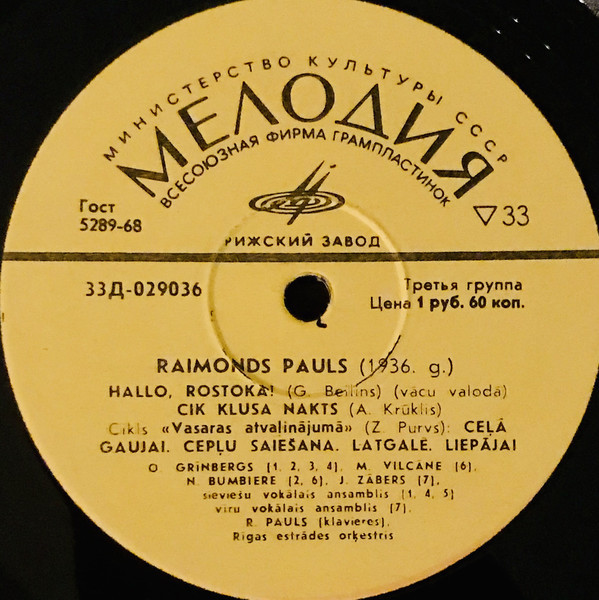 МИНИСТЕРСТВО КУЛЬТУРЫ СССР
МЕЛОДИЯ
ВСЕСОЮЗНАЯ ФИРМА ГРАМПЛАСТИНОК
Гост
5289-68
▽33
РИЖСКИЙ ЗАВОД
33Д-029036
Третья группа
Цена 1 руб. 60 коп.
RAIMONDS PAULS (1936. g.)
HALLO, ROSTOKA! (G. Beilins) (vācu valodā)
CIK KLUSA NAKTS (A. Krūklis)
Cikls «Vasaras atvaļinājumā» (Z. Purvs): CEĻĀ
GAUJAI. CEPĻU SAIEŠANA. LATGALĒ. LIEPĀJAI
O. GRĪNBERGS (1, 2, 3, 4), M. VILCĀNE (6),
N. BUMBIERE (2, 6), J. ZĀBERS (7),
sieviešu vokālais ansamblis (1, 4, 5)
vīru vokālais ansamblis (7),
R. PAULS (klavieres),
Rīgas estrādes orķestris